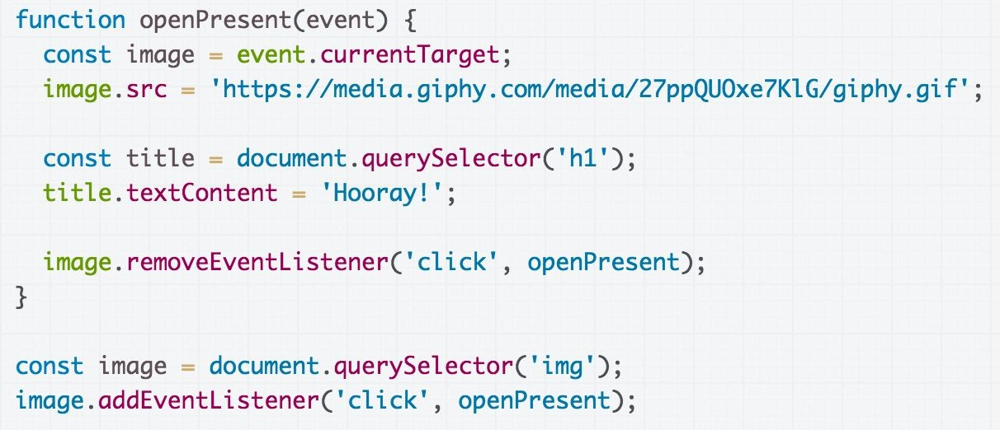 function openPresent(event) {
  const image = event.currentTarget;
  image.src = 'https://media.giphy.com/media/27ppQUOxe7KlG/giphy.gif';
  const title = document.querySelector('h1');
  title.textContent = 'Hooray!';
  image.removeEventListener('click', openPresent);
}
const image = document.querySelector('img');
image.addEventListener('click', openPresent);